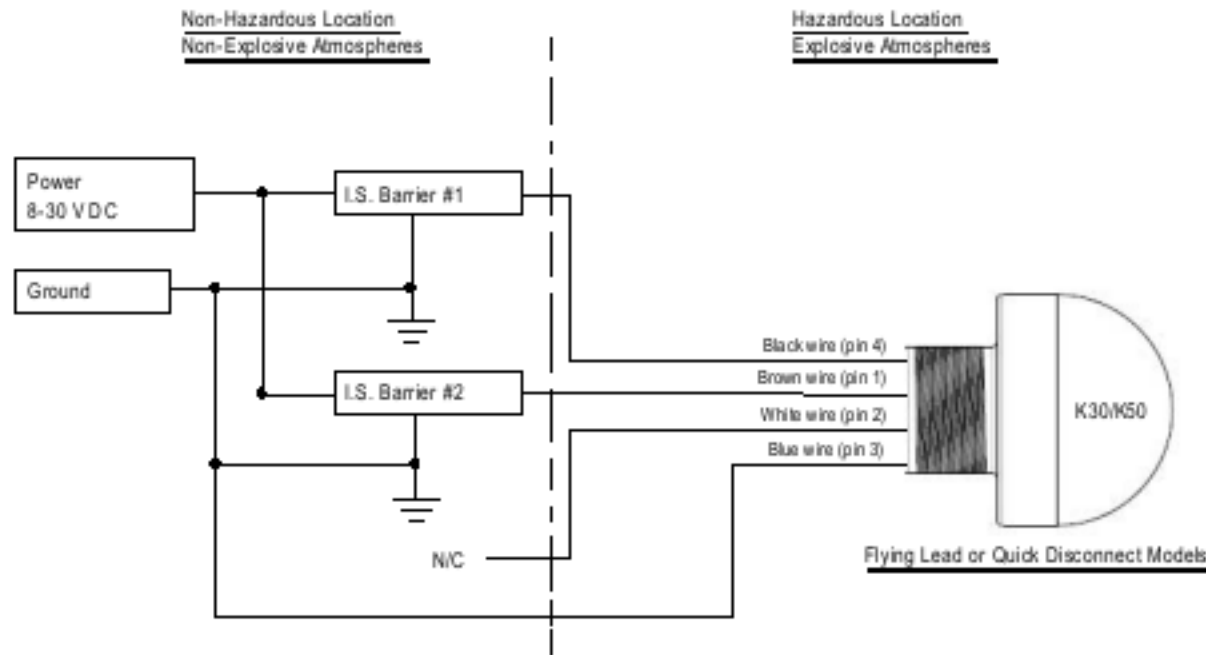 Non-Hazardous Location
Non-Explosive Atmospheres
Hazardous Location
Explosive Atmospheres
Power
8-30 V DC
I.S. Barrier #1
Ground
I.S. Barrier #2
Black wire (pin 4)
Brown wire (pin 1)
White wire (pin 2)
Blue wire (pin 3)
K30/K50
N/C
Flying Lead or Quick Disconnect Models